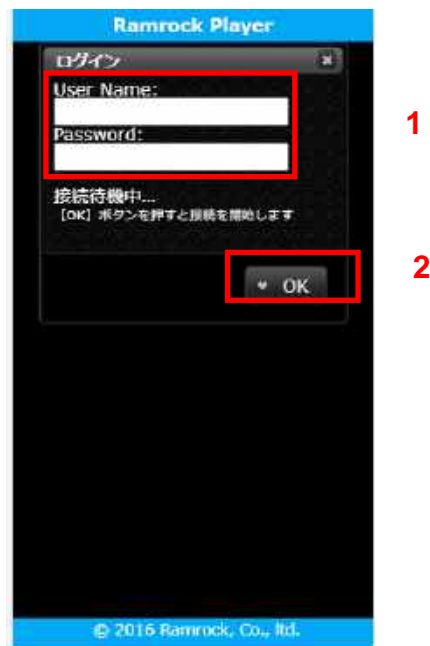 Ramrock Player
ログイン
×
User Name:
1
Password:
接続待機中...
［OK］ボタンを押すと接続を開始します
2
OK
© 2016 Ramrock, Co., ltd.